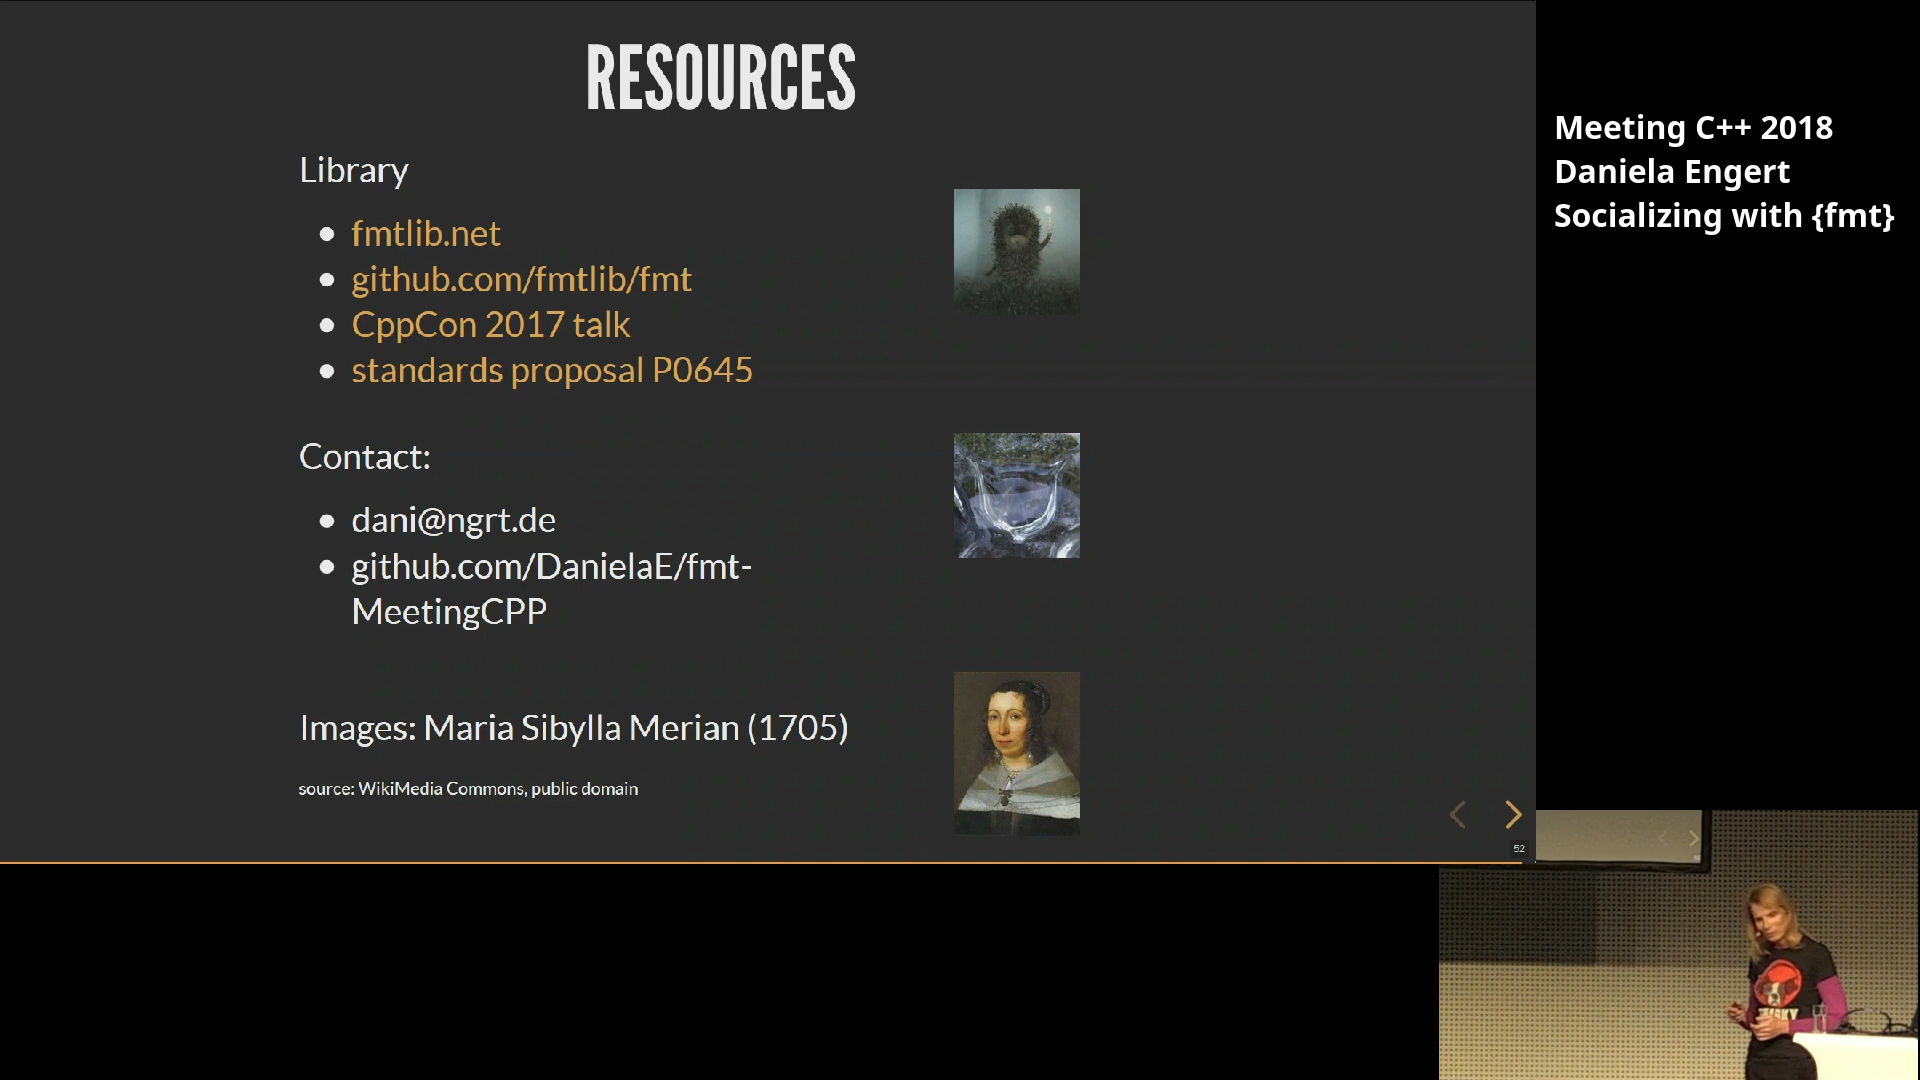 RESOURCES
Library
fmtlib.net
github.com/fmtlib/fmt
CppCon 2017 talk
standards proposal P0645
Contact:
dani@ngrt.de
github.com/DanielaE/fmt-
MeetingCPP
Images: Maria Sibylla Merian (1705)
source: WikiMedia Commons, public domain
52
Meeting C++ 2018
Daniela Engert
Socializing with {fmt}